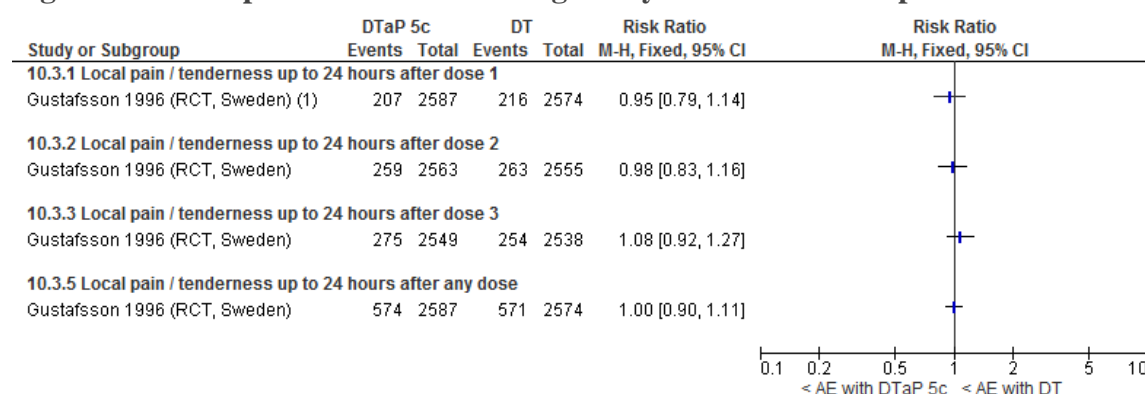 DTaP 5c DT Risk Ratio Risk Ratio
Study or Subgroup Events Total Events Total M-H, Fixed, 95% CI M-H, Fixed, 95% CI
10.3.1 Local pain / tenderness up to 24 hours after dose 1
Gustafsson 1996 (RCT, Sweden) (1) 207 2587 216 2574 0.95 [0.79, 1.14]
10.3.2 Local pain / tenderness up to 24 hours after dose 2
Gustafsson 1996 (RCT, Sweden) 259 2563 263 2555 0.98 [0.83, 1.16]
10.3.3 Local pain / tenderness up to 24 hours after dose 3
Gustafsson 1996 (RCT, Sweden) 275 2549 254 2538 1.08 [0.92, 1.27]
10.3.5 Local pain / tenderness up to 24 hours after any dose
Gustafsson 1996 (RCT, Sweden) 574 2587 571 2574 1.00 [0.90, 1.11]
0.1 0.2 0.5 1 2 5 10
< AE with DTaP 5c < AE with DT